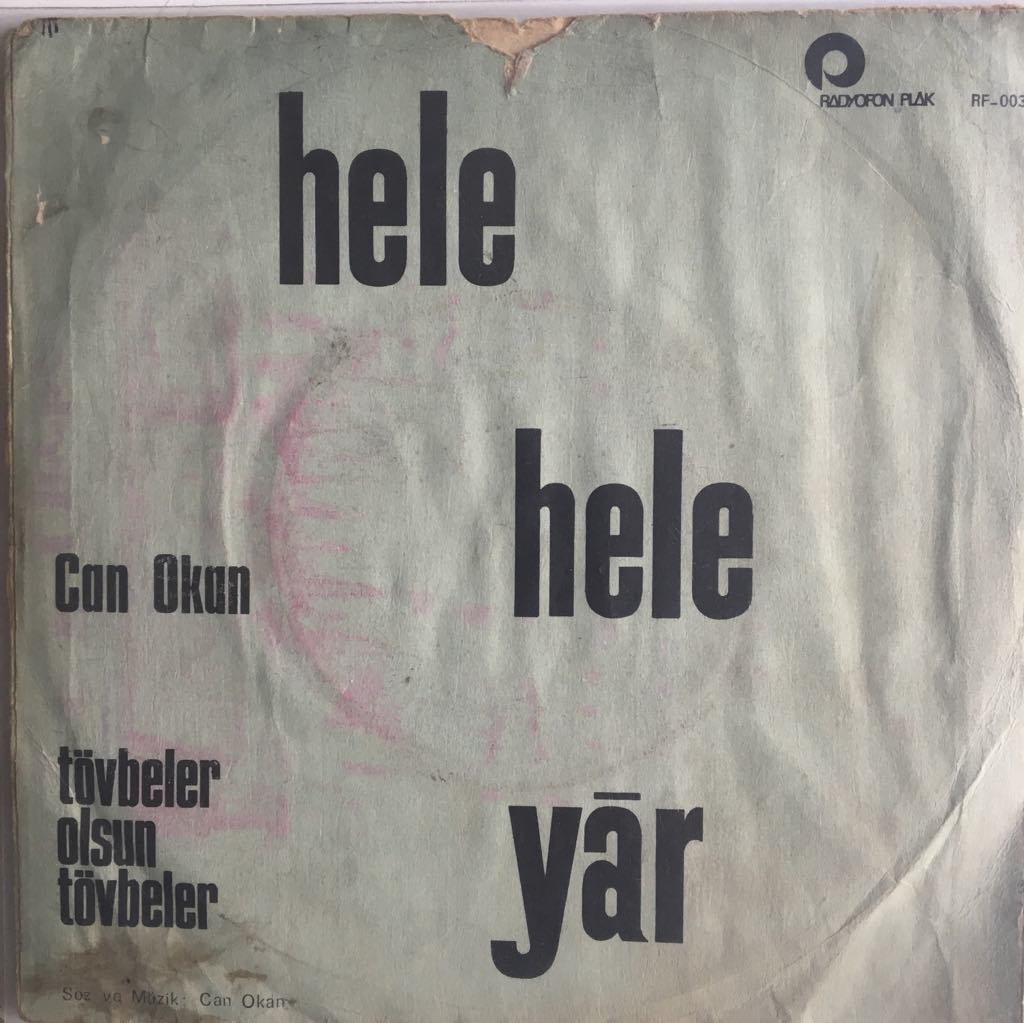 RADYOFON PLAK RF-003
hele
hele
Can Okan
tövbeler
olsun
tövbeler
yār
Söz ve Müzik: Can Okan